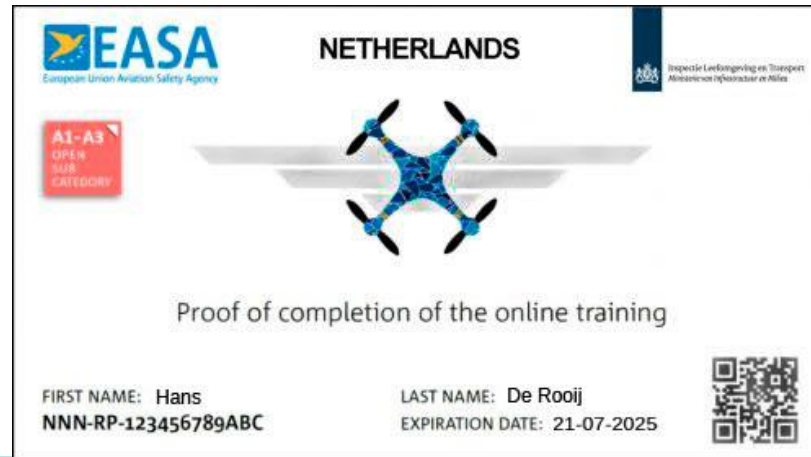 EASA
European Union Aviation Safety Agency
NETHERLANDS
Inspectie Leefomgeving en Transport
Ministerie van Infrastructuur en Milieu
A1-A3
OPEN
SUB
CATEGORY
Proof of completion of the online training
FIRST NAME: Hans
LAST NAME: De Rooij
NNN-RP-123456789ABC
EXPIRATION DATE: 21-07-2025